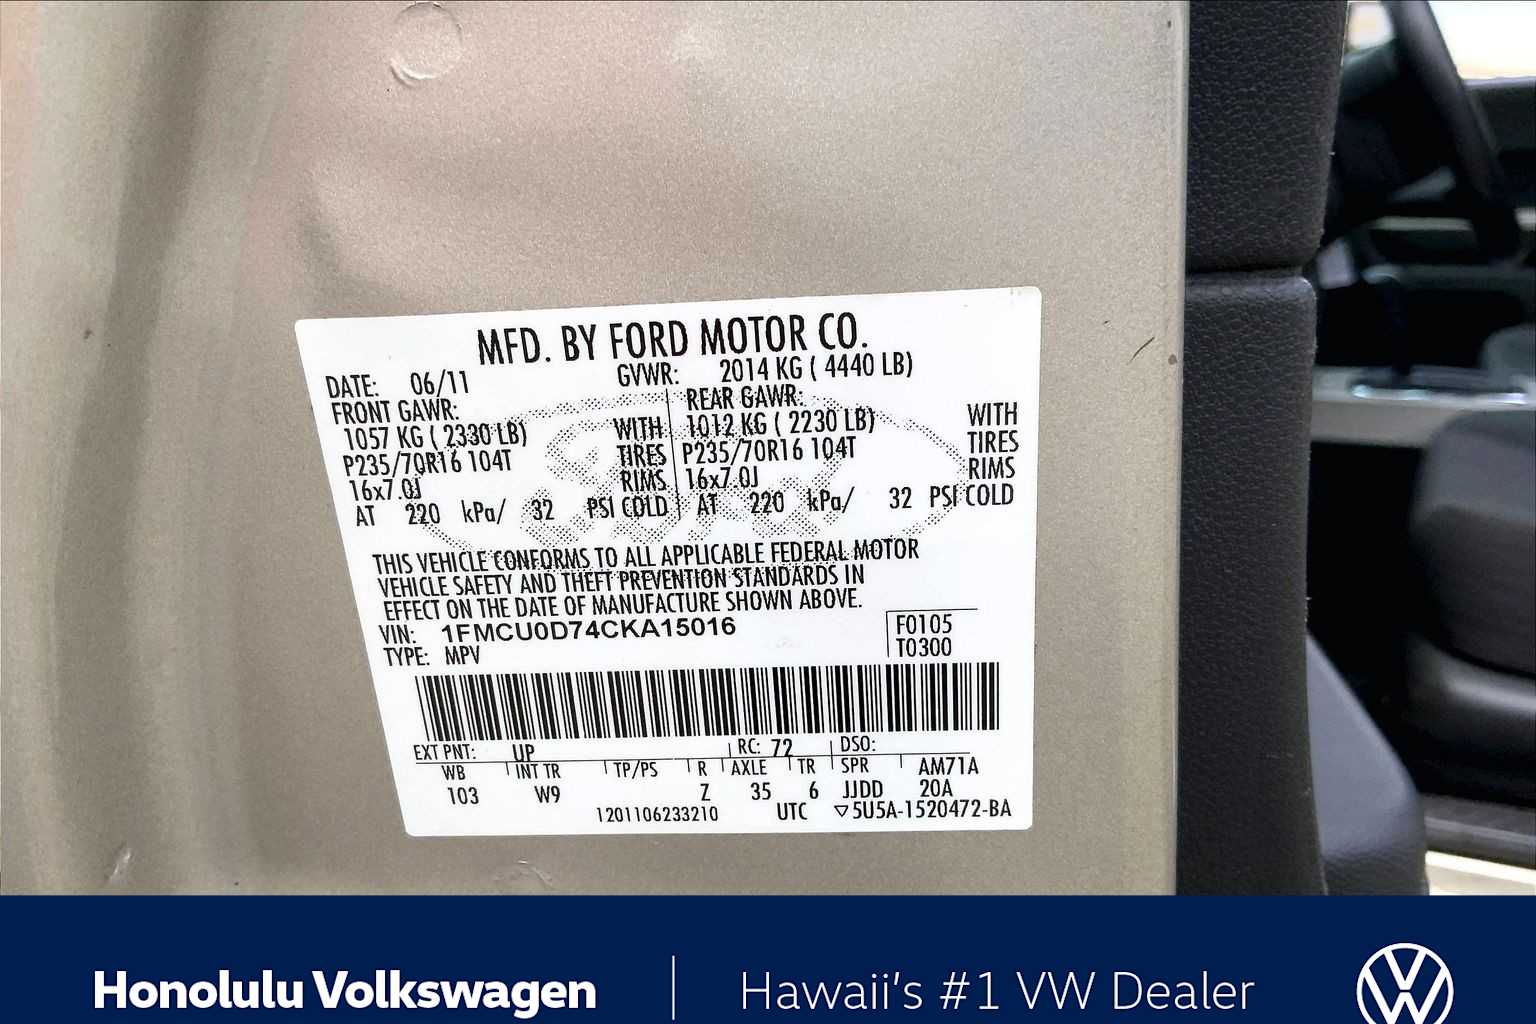 MFD. BY FORD MOTOR CO.
DATE: 06/11 GVWR: 2014 KG ( 4440 LB)
FRONT GAWR: REAR GAWR:
1057 KG ( 2330 LB) WITH 1012 KG ( 2230 LB) WITH
P235/70R16 104T TIRES P235/70R16 104T TIRES
16x7.0J RIMS 16x7.0J RIMS
AT 220 kPa/ 32 PSI COLD AT 220 kPa/ 32 PSI COLD
THIS VEHICLE CONFORMS TO ALL APPLICABLE FEDERAL MOTOR
VEHICLE SAFETY AND THEFT PREVENTION STANDARDS IN
EFFECT ON THE DATE OF MANUFACTURE SHOWN ABOVE.
VIN: 1FMCU0D74CKA15016 F0105
TYPE: MPV T0300
EXT PNT: UP RC: 72 DSO:
WB INT TR TP/PS R AXLE TR SPR AM71A
103 W9 Z 35 6 JJDD 20A
1201106233210 UTC ▽5U5A-1520472-BA
Honolulu Volkswagen Hawaii's #1 VW Dealer